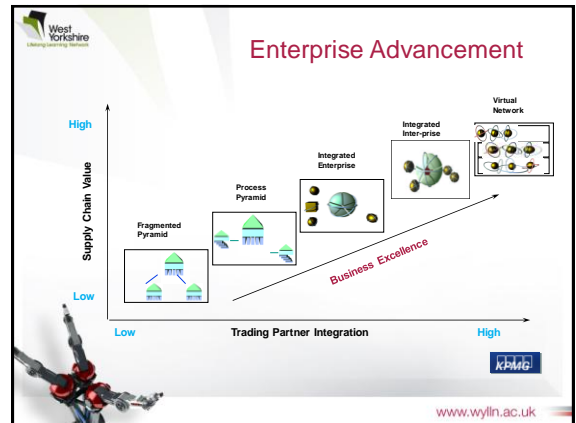 West
Yorkshire
Lifelong Learning Network
Enterprise Advancement
Virtual
Network
High
Integrated
Inter-prise
Integrated
Enterprise
Process
Pyramid
Supply Chain Value
Fragmented
Pyramid
Business Excellence
Low
Low
Trading Partner Integration
High
KPMG
www.wylln.ac.uk